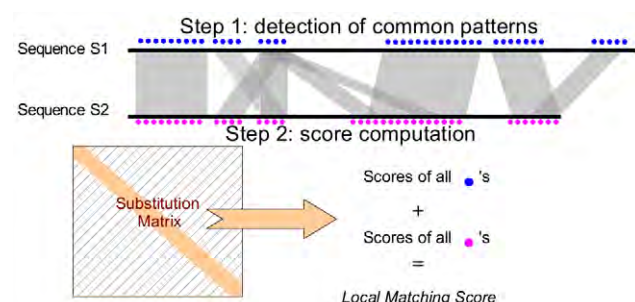 Step 1: detection of common patterns
Sequence S1
Sequence S2
Step 2: score computation
Substitution
Matrix
Scores of all 's
+
Scores of all 's
=
Local Matching Score